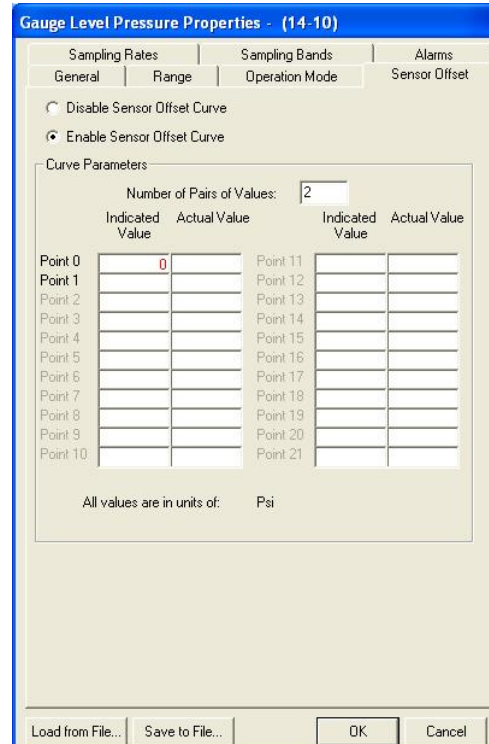 Gauge Level Pressure Properties - (14-10)
Sampling Rates Sampling Bands Alarms
General Range Operation Mode Sensor Offset
Disable Sensor Offset Curve
Enable Sensor Offset Curve
Curve Parameters
Number of Pairs of Values: 2
Indicated Value Actual Value Indicated Value Actual Value
Point 0 0 Point 11
Point 1 Point 12
Point 2 Point 13
Point 3 Point 14
Point 4 Point 15
Point 5 Point 16
Point 6 Point 17
Point 7 Point 18
Point 8 Point 19
Point 9 Point 20
Point 10 Point 21
All values are in units of: Psi
Load from File... Save to File... OK Cancel